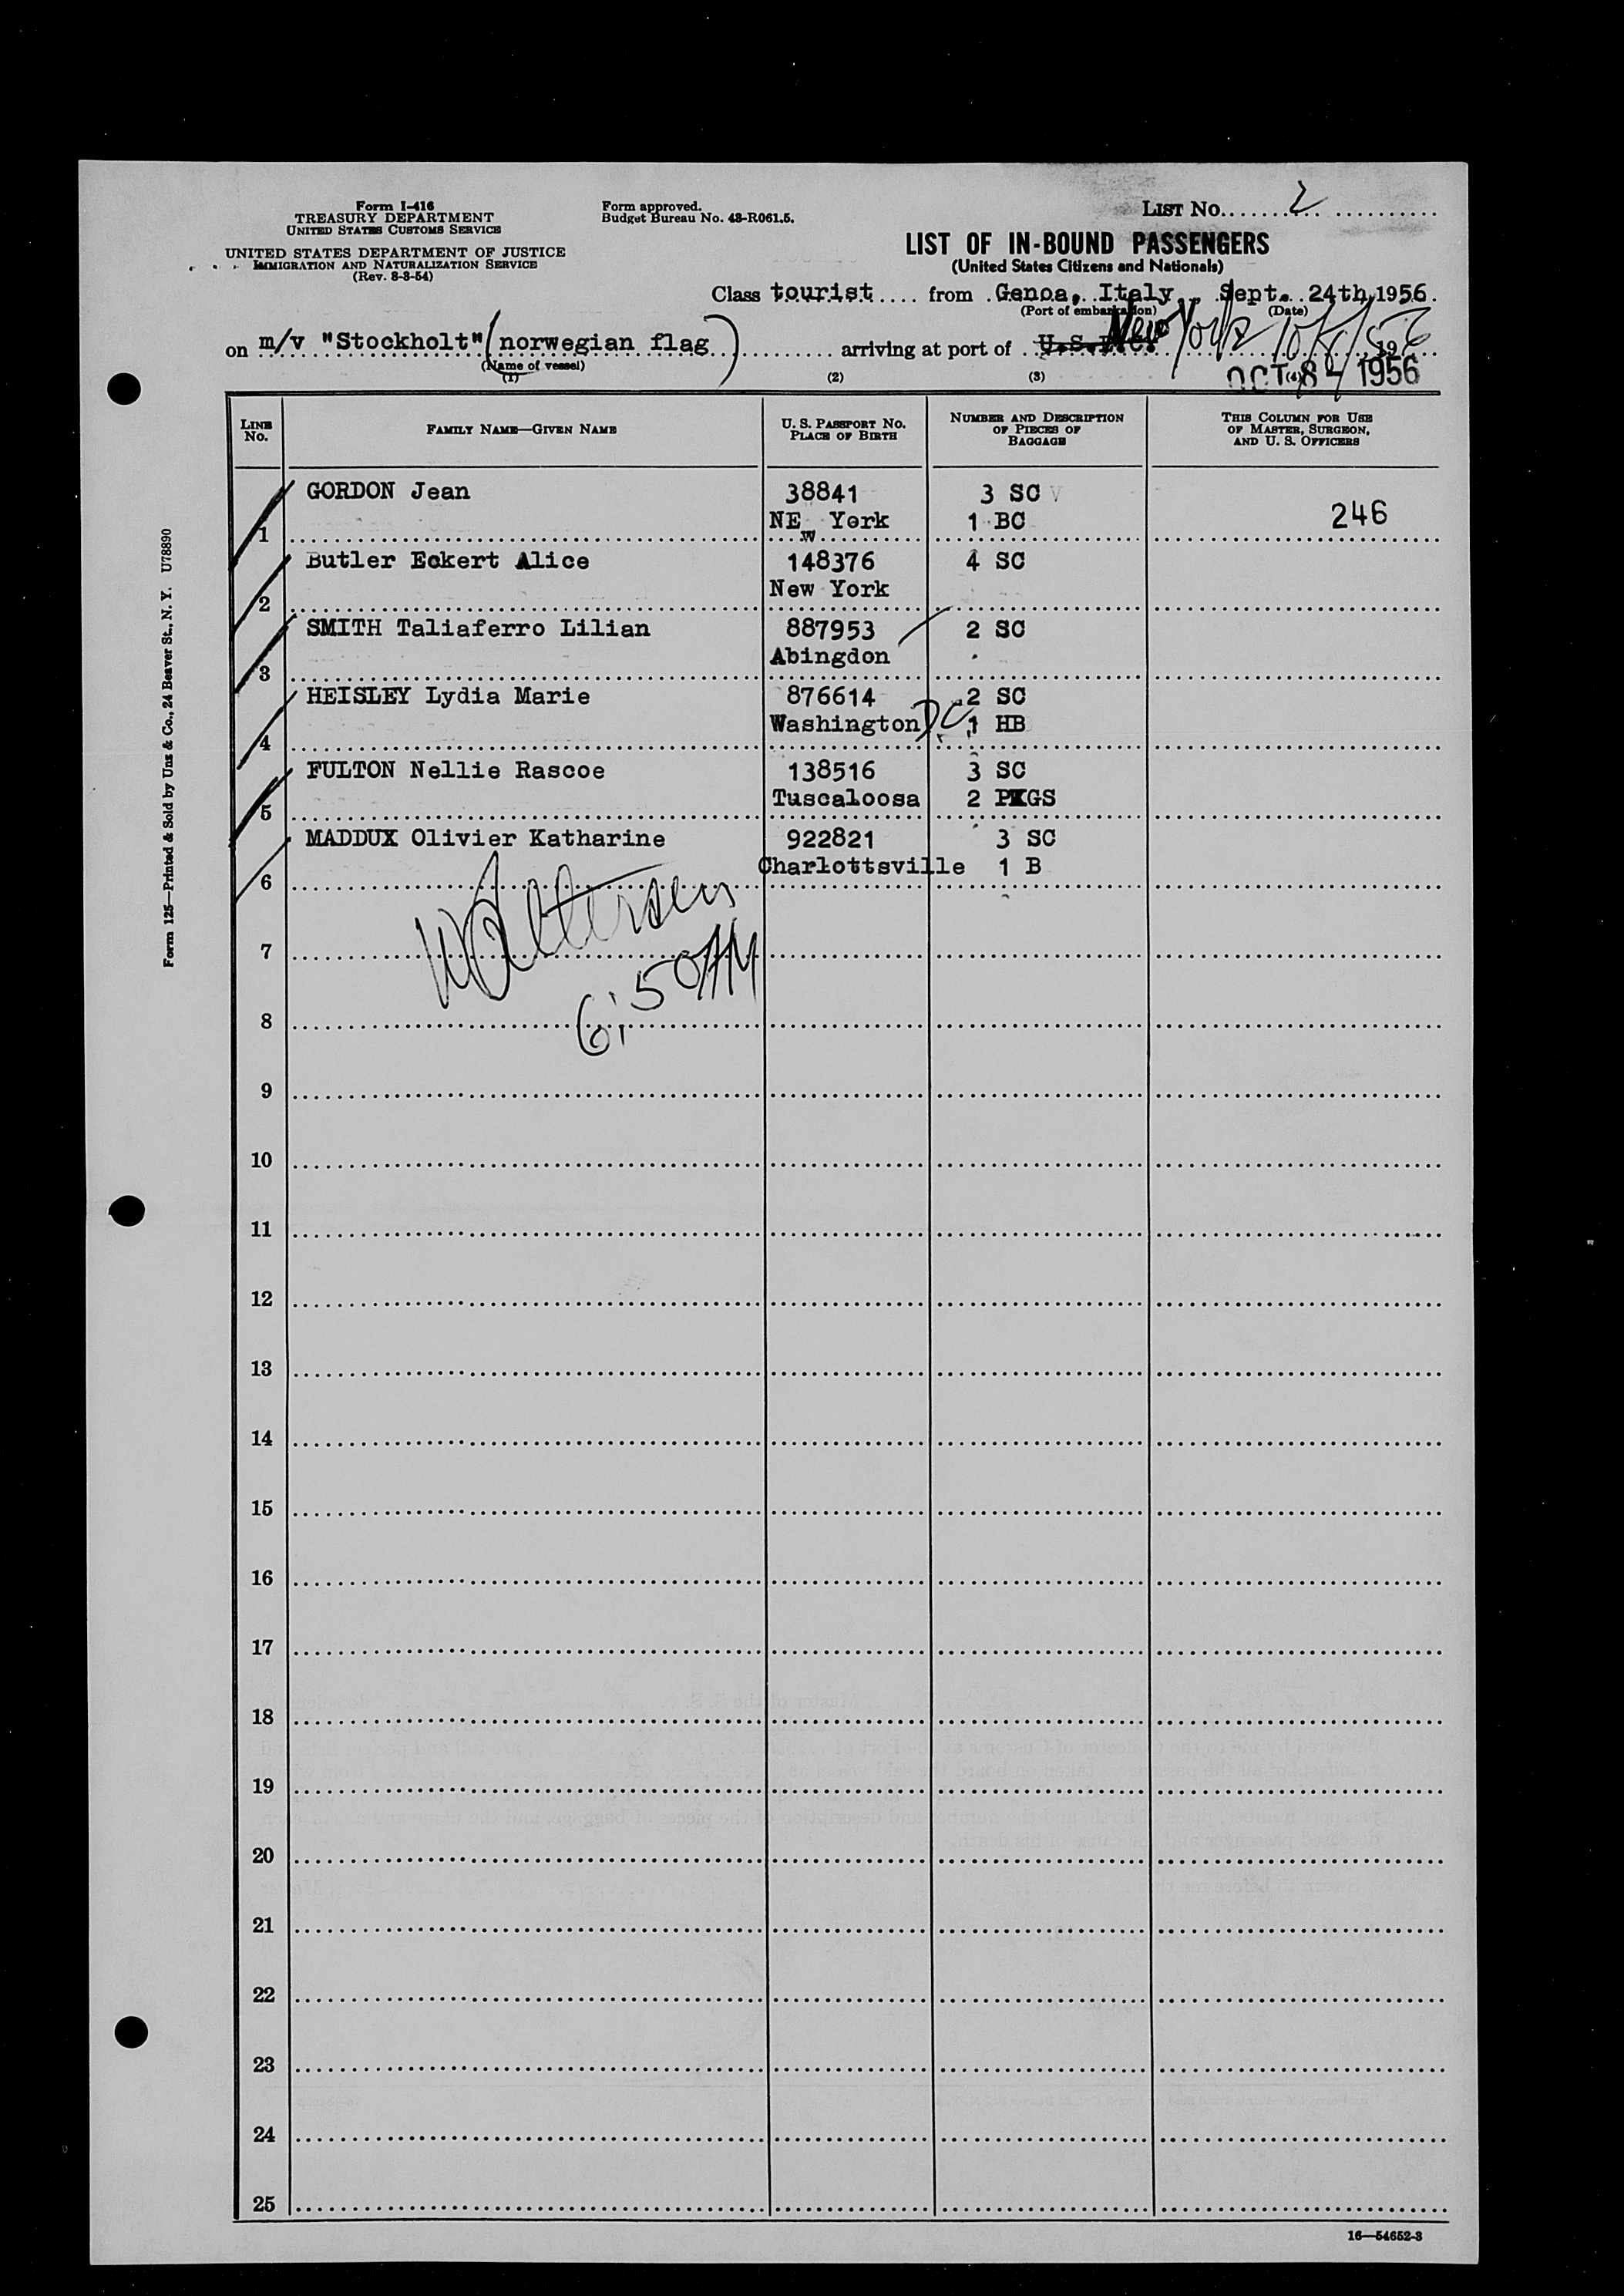 Form I-416
TREASURY DEPARTMENT
UNITED STATES CUSTOMS SERVICE
UNITED STATES DEPARTMENT OF JUSTICE
IMMIGRATION AND NATURALIZATION SERVICE
(Rev. 8-3-54)
Form approved.
Budget Bureau No. 43-R061.5.
LIST No. 2
LIST OF IN-BOUND PASSENGERS
(United States Citizens and Nationals)
Class tourist from Genoa, Italy, Sept. 24th, 1956.
(Port of embarkation) (Date)
on m/v "Stockholt" (norwegian flag) arriving at port of New York 10/8/1956
(Name of vessel)
OCT 8 - 1956
(1) (2) (3) (4)
LINE No. FAMILY NAME—GIVEN NAME U. S. PASSPORT NO. PLACE OF BIRTH NUMBER AND DESCRIPTION OF PIECES OF BAGGAGE THIS COLUMN FOR USE OF MASTER, SURGEON, AND U. S. OFFICERS
GORDON Jean 38841 3 SC
1 NEw York 1 BC 246
Butler Eckert Alice 148376 4 SC
2 New York
SMITH Taliaferro Lilian 887953 2 SC
3 Abingdon
HEISLEY Lydia Marie 876614 2 SC
4 Washington D.C. 1 HB
FULTON Nellie Rascoe 138516 3 SC
5 Tuscaloosa 2 PKGS
MADDUX Olivier Katharine 922821 3 SC
6 Charlottsville 1 B
7
6:50AM
8
9
10
11
12
13
14
15
16
17
18
19
20
21
22
23
24
25
16—54652-3
Form 125—Printed & Sold by Unz & Co., 24 Beaver St., N. Y. U78890